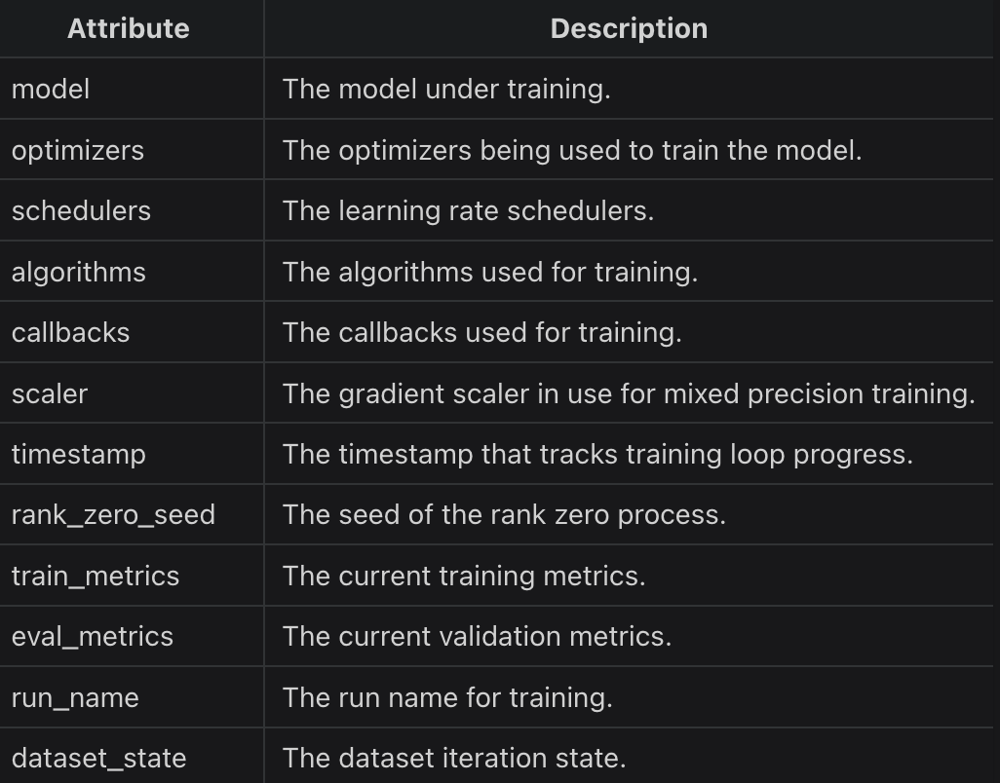 Attribute Description
model The model under training.
optimizers The optimizers being used to train the model.
schedulers The learning rate schedulers.
algorithms The algorithms used for training.
callbacks The callbacks used for training.
scaler The gradient scaler in use for mixed precision training.
timestamp The timestamp that tracks training loop progress.
rank_zero_seed The seed of the rank zero process.
train_metrics The current training metrics.
eval_metrics The current validation metrics.
run_name The run name for training.
dataset_state The dataset iteration state.